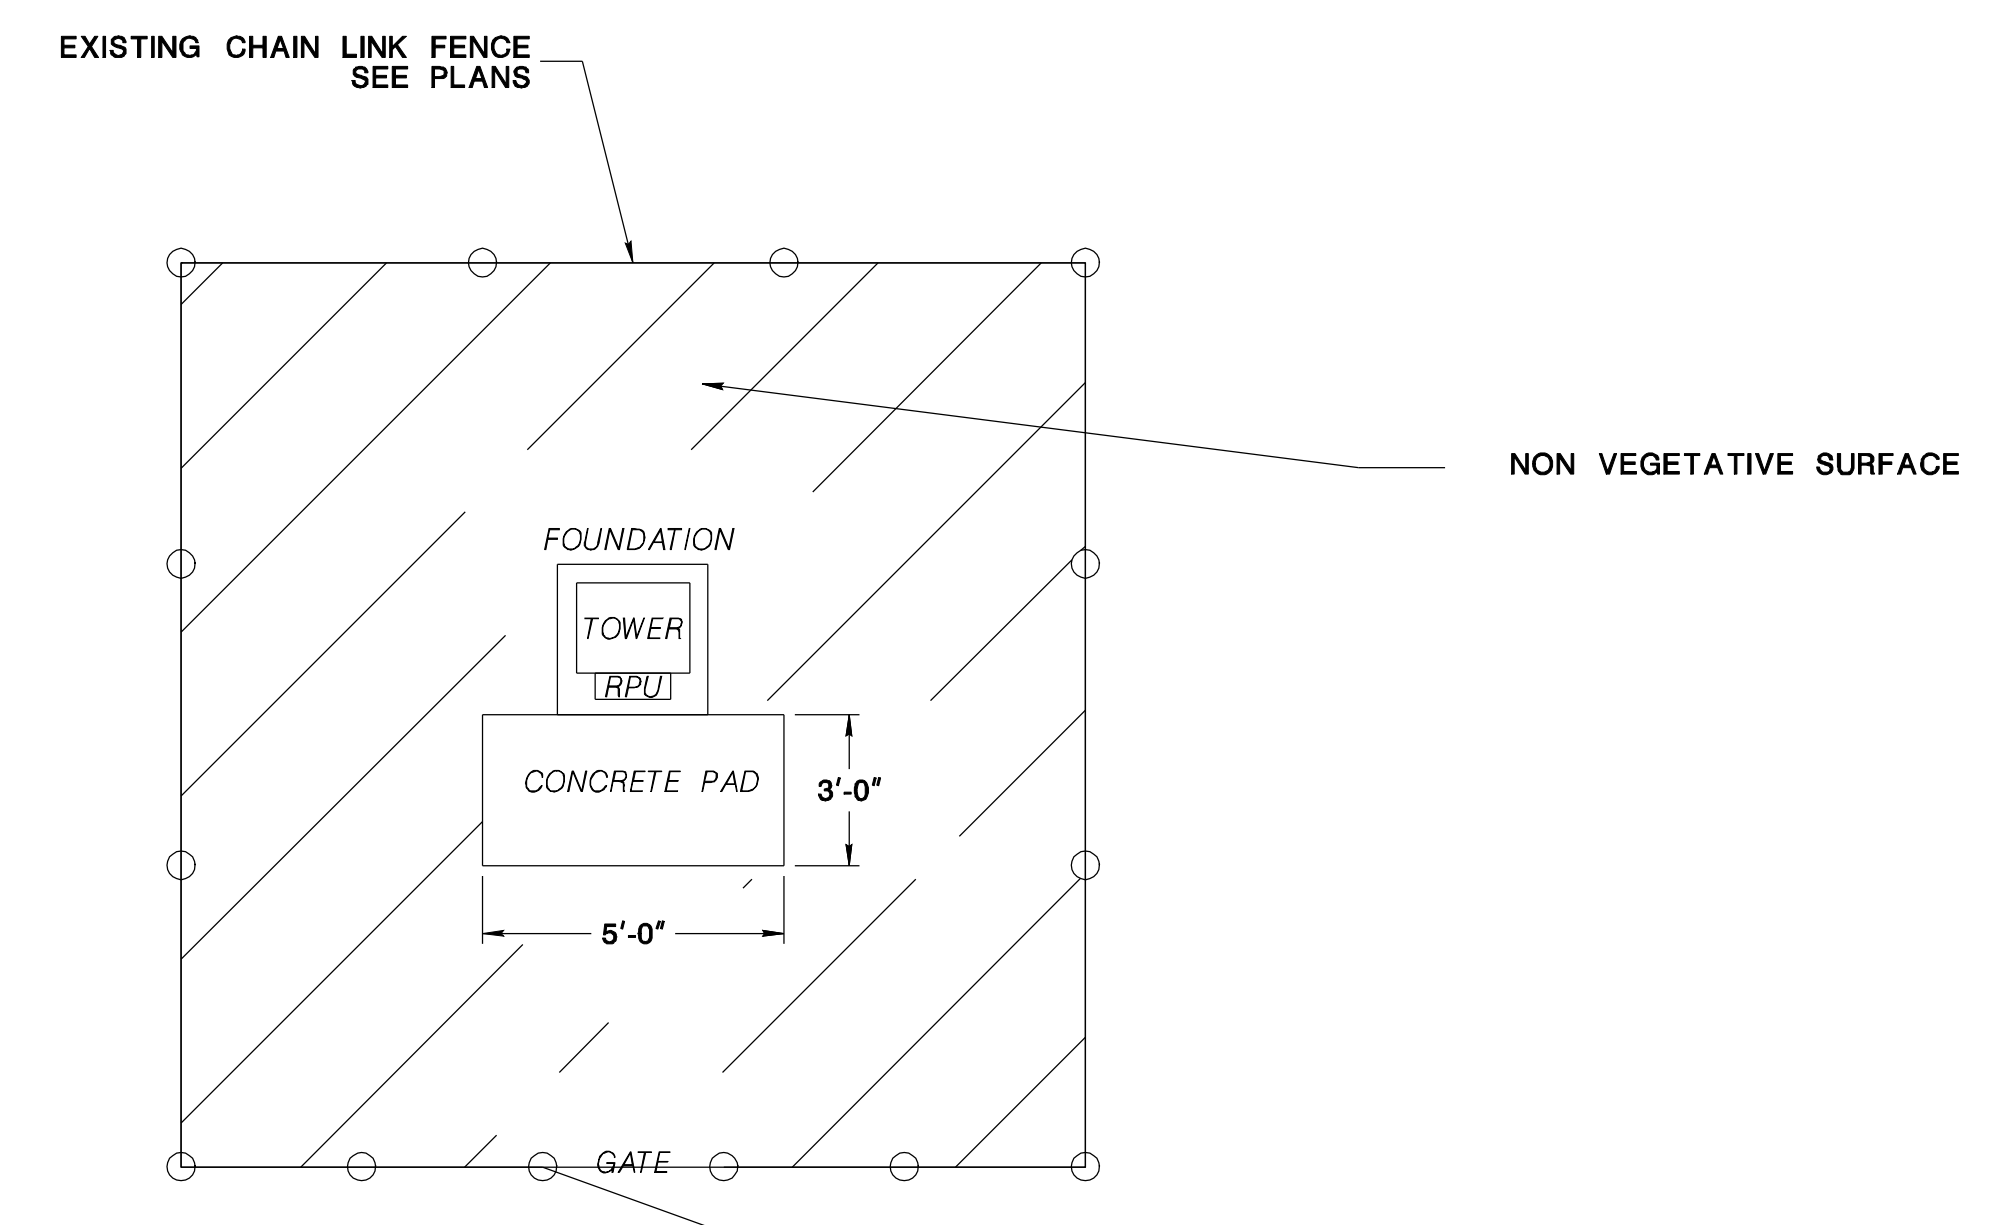 EXISTING CHAIN LINK FENCE
SEE PLANS
NON VEGETATIVE SURFACE
FOUNDATION
TOWER
RPU
CONCRETE PAD
3'-0"
5'-0"
GATE